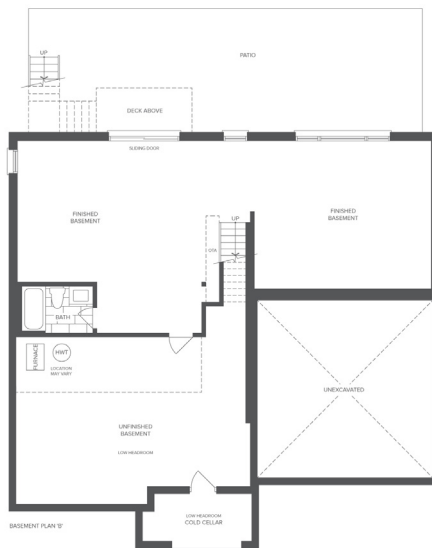 UP
PATIO
DECK ABOVE
SLIDING DOOR
FINISHED
BASEMENT
UP
FINISHED
BASEMENT
BATH
FURNACE
HWT
LOCATION
MAY VARY
UNEXCAVATED
UNFINISHED
BASEMENT
LOW HEADROOM
LOW HEADROOM
COLD CELLAR
BASEMENT PLAN 'B'